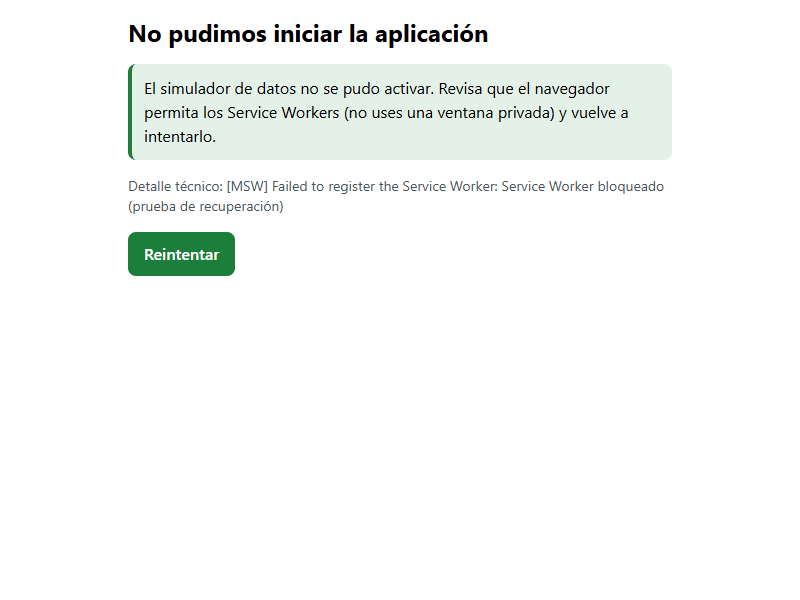 No pudimos iniciar la aplicación
El simulador de datos no se pudo activar. Revisa que el navegador
permita los Service Workers (no uses una ventana privada) y vuelve a
intentarlo.
Detalle técnico: [MSW] Failed to register the Service Worker: Service Worker bloqueado
(prueba de recuperación)
Reintentar